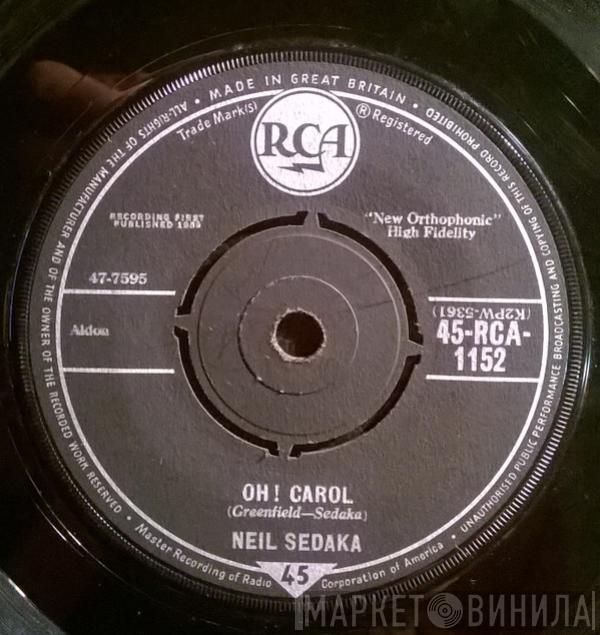 ALL RIGHTS OF THE MANUFACTURER AND OF THE OWNER OF THE RECORDED WORK RESERVED • MADE IN GREAT BRITAIN • UNAUTHORISED PUBLIC PERFORMANCE BROADCASTING AND COPYING OF THIS RECORD PROHIBITED
Trade Mark(s) ® Registered
RCA
RECORDING FIRST
PUBLISHED 1959
"New Orthophonic"
High Fidelity
47-7595
(K2PW-5361)
Aldon
45-RCA-
1152
OH! CAROL
(Greenfield—Sedaka)
NEIL SEDAKA
45
Master Recording of Radio Corporation of America
МАРКЕТ ВИНИЛА